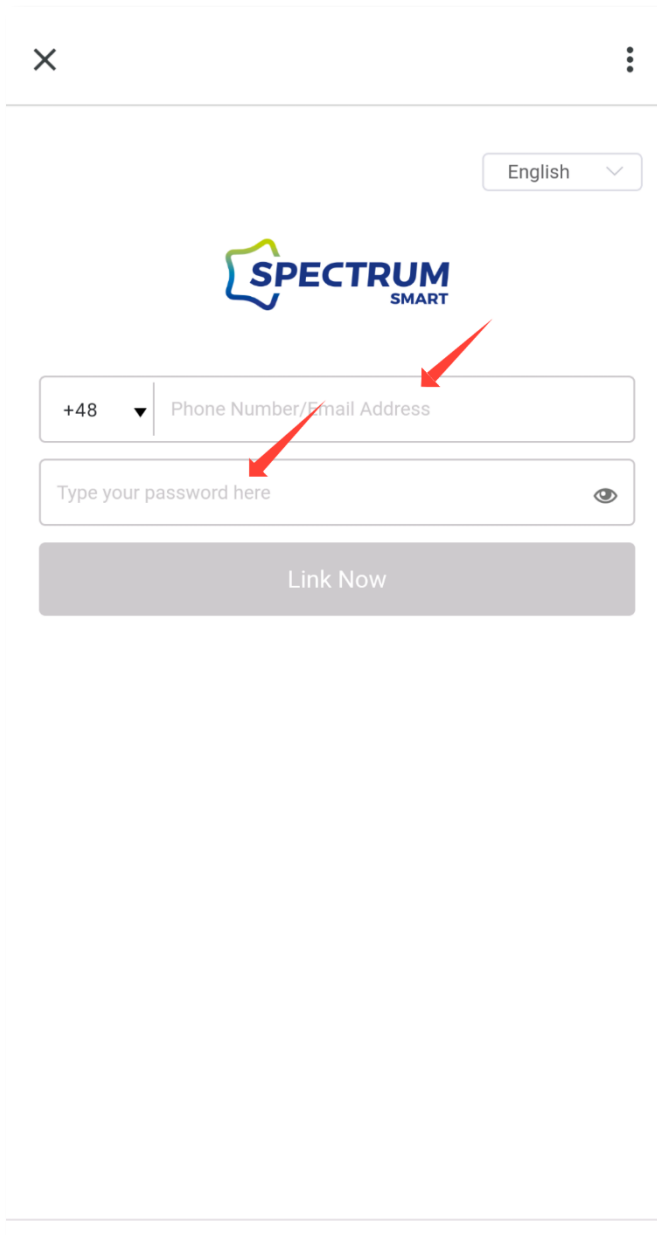 English
SPECTRUM
SMART
+48 Phone Number/Email Address
Type your password here
Link Now